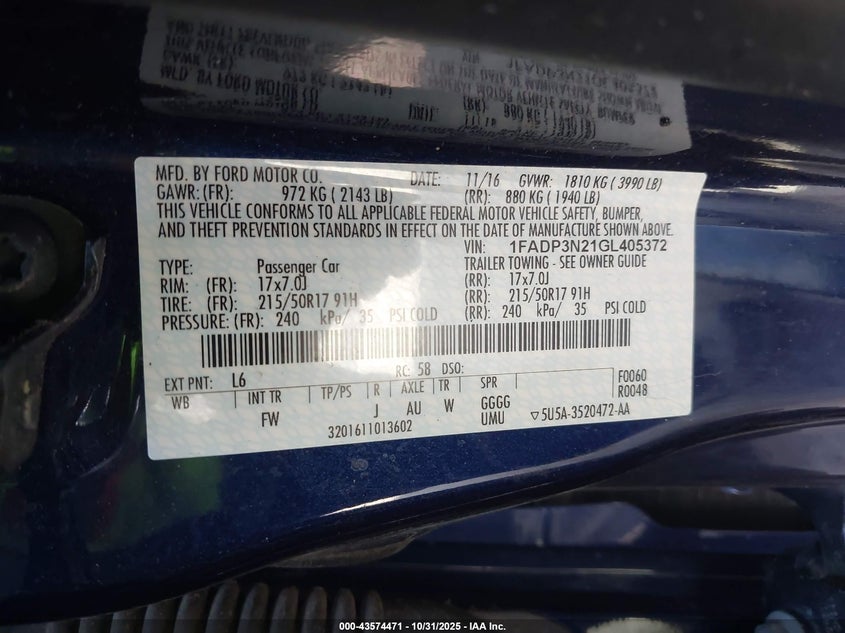 MFD. BY FORD MOTOR CO. DATE: 11/16 GVWR: 1810 KG ( 3990 LB)
GAWR: (FR): 972 KG ( 2143 LB) (RR): 880 KG ( 1940 LB)
THIS VEHICLE CONFORMS TO ALL APPLICABLE FEDERAL MOTOR VEHICLE SAFETY, BUMPER,
AND THEFT PREVENTION STANDARDS IN EFFECT ON THE DATE OF MANUFACTURE SHOWN ABOVE.
VIN: 1FADP3N21GL405372
TYPE: Passenger Car TRAILER TOWING - SEE OWNER GUIDE
RIM: (FR): 17x7.0J (RR): 17x7.0J
TIRE: (FR): 215/50R17 91H (RR): 215/50R17 91H
PRESSURE: (FR): 240 kPa/ 35 PSI COLD (RR): 240 kPa/ 35 PSI COLD
EXT PNT: L6 RC: 58 DSO: F0060
WB INT TR TP/PS R AXLE TR SPR R0048
FW J AU W GGGG
UMU
3201611013602 ▽5U5A-3520472-AA
000-43574471 - 10/31/2025 - IAA Inc.